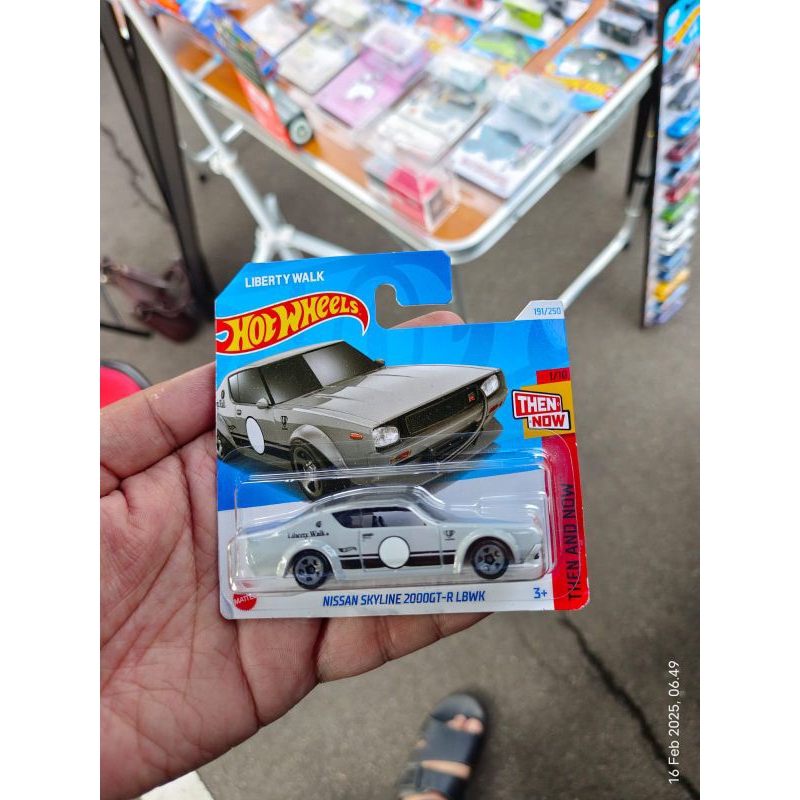 LIBERTY WALK
HOT WHEELS
191/250
1/10
THEN
NOW
THEN AND NOW
Liberty Walk
MATTEL
NISSAN SKYLINE 2000GT-R LBWK
3+
16 Feb 2025, 06.49